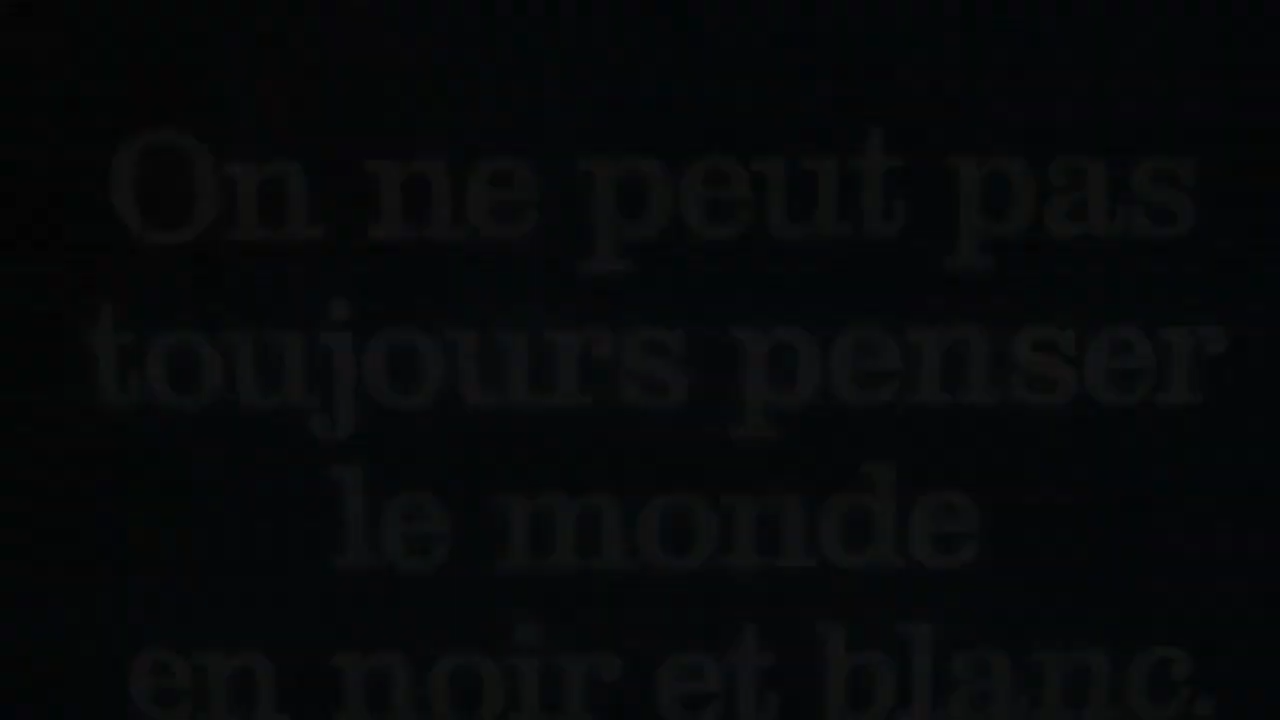 On ne peut pas
toujours penser
le monde
en noir et blanc.